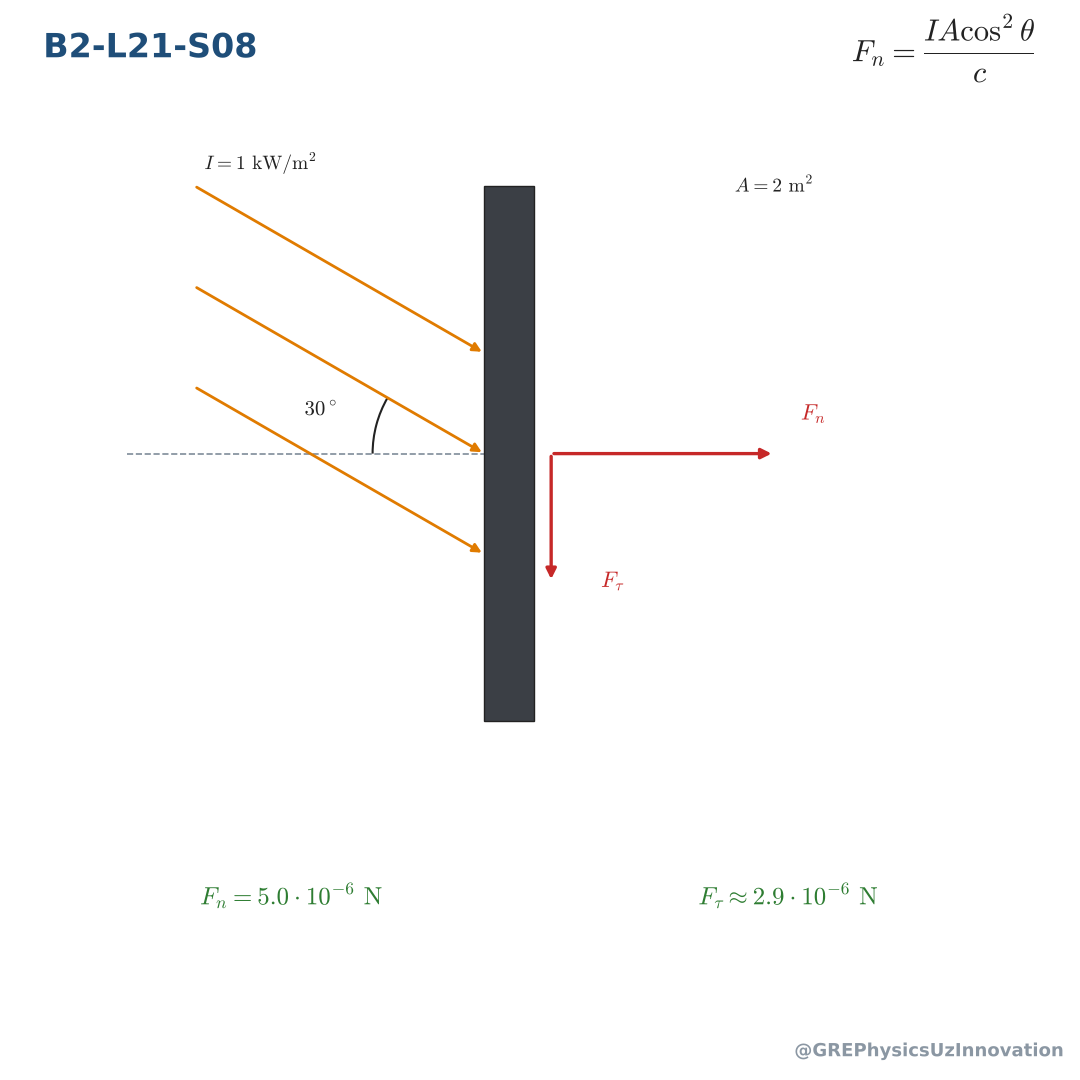 B2-L21-S08
F_n = IAcos² θ / c
I = 1 kW/m²
A = 2 m²
30°
F_n
F_τ
F_n = 5.0 · 10⁻⁶ N
F_τ ≈ 2.9 · 10⁻⁶ N
@GREPhysicsUzInnovation